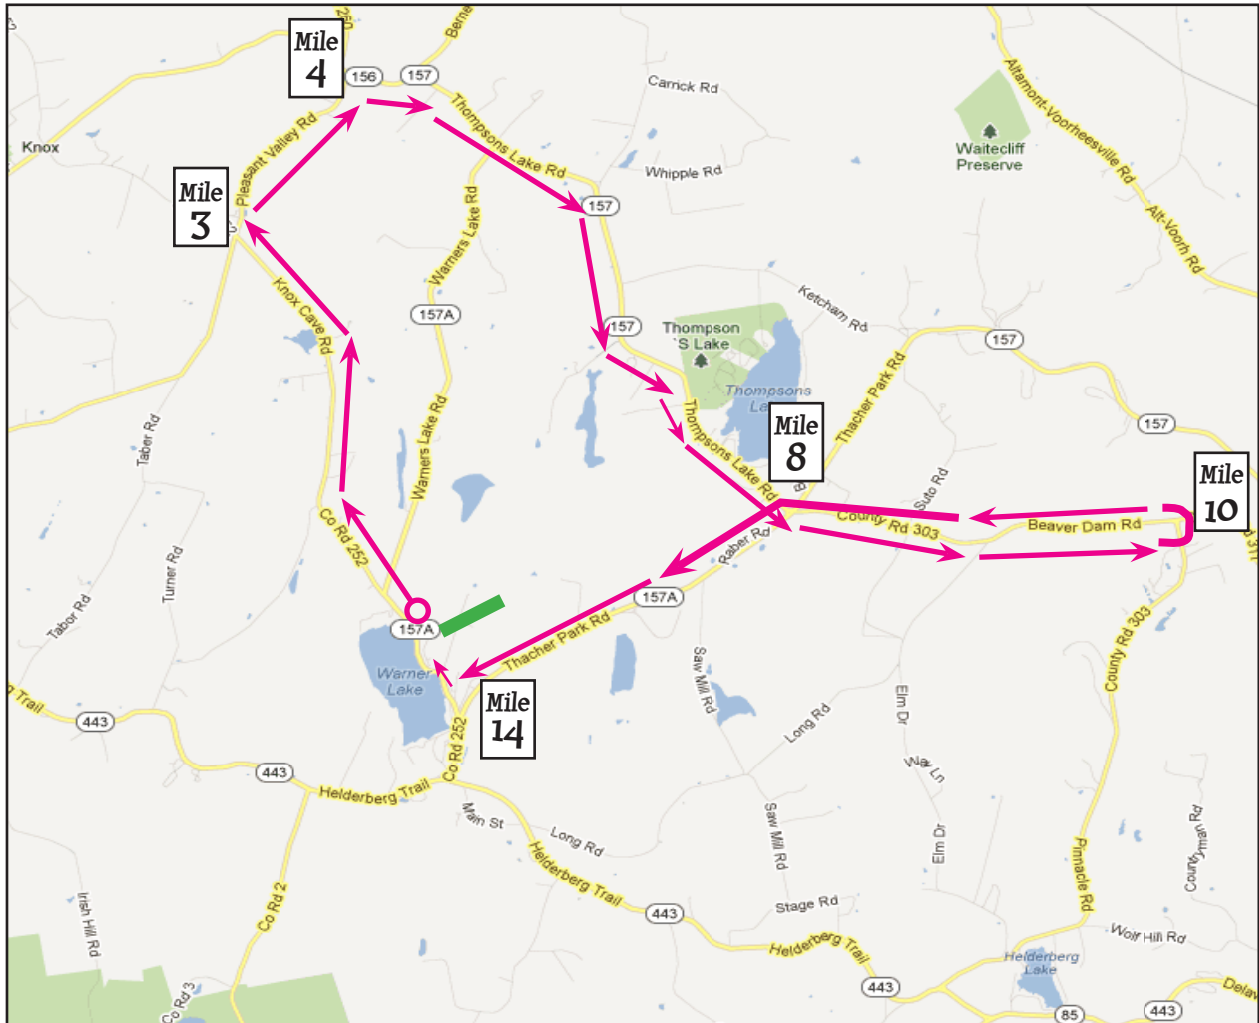 250
Berne
Mile
4
156
157
Carrick Rd
Altamont-Voorheesville Rd
Pleasant Valley Rd
Thompsons Lake Rd
Waitecliff
Preserve
Knox
Whipple Rd
Mile
3
Warners Lake Rd
157
Alt-Voorh Rd
Knox Cave Rd
157A
Ketcham Rd
157
Thompson
'S Lake
157
Thompsons
Thacher Park Rd
Taber Rd
Warners Lake Rd
Thompsons Lake Rd
Mile
8
157
Mile
10
Suto Rd
Co Rd 252
County Rd 303
Beaver Dam Rd
Raber Rd
Turner Rd
Tabor Rd
157A
157A
Thacher Park Rd
County Rd 303
Warner
Lake
Saw Mill Rd
Elm Dr
g Trail
443
Mile
14
Long Rd
Co Rd 252
443
Helderberg Trail
Way Ln
Main St
Long Rd
Saw Mill Rd
Elm Dr
Countryman Rd
Pinnacle Rd
Helderberg Trail
Co Rd 2
Irish Hill Rd
443
Stage Rd
Wolf Hill Rd
Helderberg Trail
Helderberg
Lake
443
Co Rd 3
85
443
Delaw